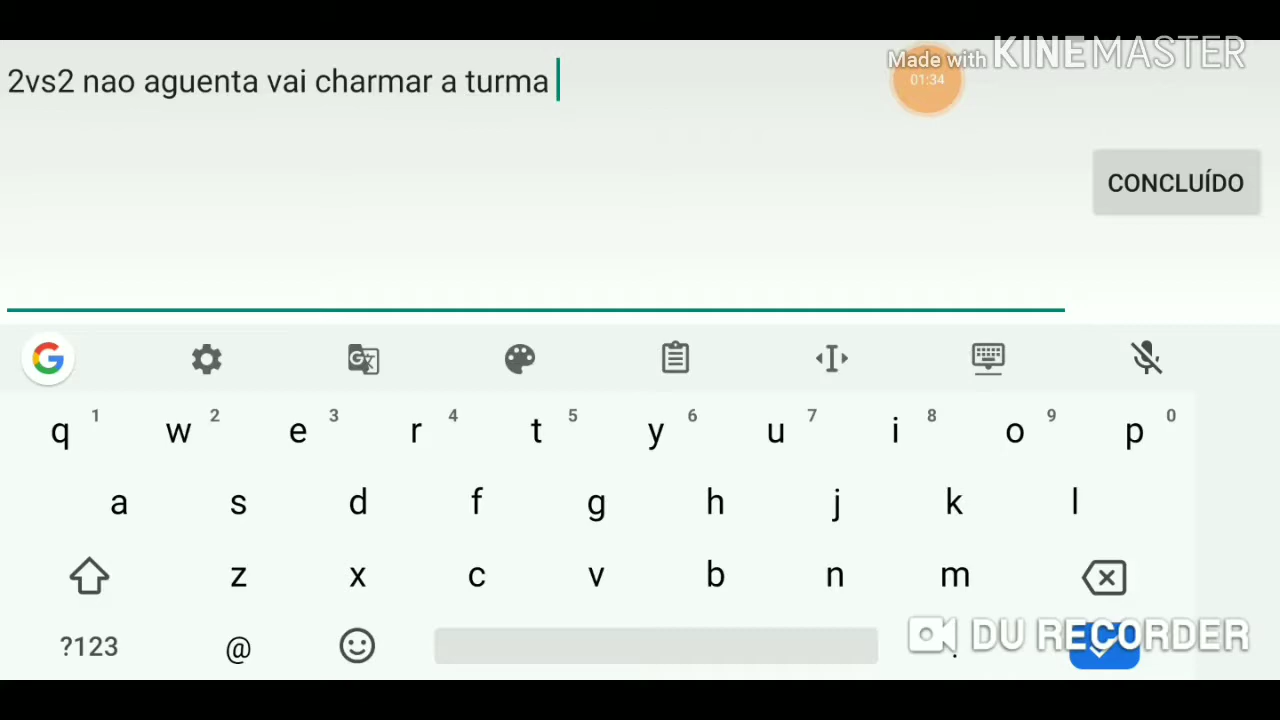 Made with KINEMASTER
2vs2 nao aguenta vai charmar a turma
01:34
CONCLUÍDO
G
q 1 w 2 e 3 r 4 t 5 y 6 u 7 i 8 o 9 p 0
a s d f g h j k l
z x c v b n m
?123 @ .
DU RECORDER